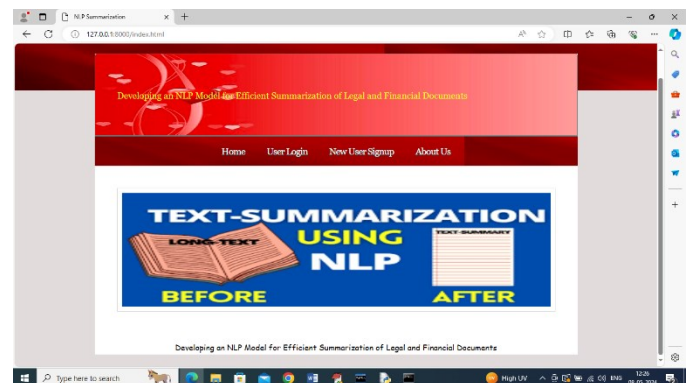 NLP Summarization
127.0.0.1:8000/index.html
Developing an NLP Model for Efficient Summarization of Legal and Financial Documents
Home User Login New User Signup About Us
TEXT-SUMMARIZATION
USING
NLP
LONG-TEXT
TEXT-SUMMARY
BEFORE
AFTER
Developing an NLP Model for Efficient Summarization of Legal and Financial Documents
Type here to search
High UV
ENG
12:26
08-05-2024